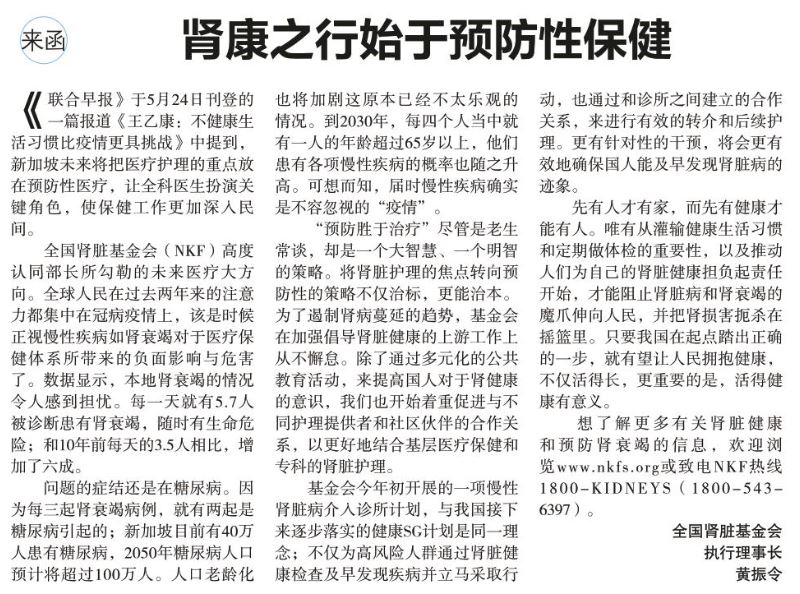 来函
肾康之行始于预防性保健
《联合早报》于5月24日刊登的
一篇报道《王乙康：不健康生
活习惯比疫情更具挑战》中提到，
新加坡未来将把医疗护理的重点放
在预防性医疗，让全科医生扮演关
键角色，使保健工作更加深入民
间。
全国肾脏基金会（NKF）高度
认同部长所勾勒的未来医疗大方
向。全球人民在过去两年来的注意
力都集中在冠病疫情上，该是时候
正视慢性疾病如肾衰竭对于医疗保
健体系所带来的负面影响与危害
了。数据显示，本地肾衰竭的情况
令人感到担忧。每一天就有5.7人
被诊断患有肾衰竭，随时有生命危
险；和10年前每天的3.5人相比，增
加了六成。
问题的症结还是在糖尿病。因
为每三起肾衰竭病例，就有两起是
糖尿病引起的；新加坡目前有40万
人患有糖尿病，2050年糖尿病人口
预计将超过100万人。人口老龄化
也将加剧这原本已经不太乐观的
情况。到2030年，每四个人当中就
有一人的年龄超过65岁以上，他们
患有各项慢性疾病的概率也随之升
高。可想而知，届时慢性疾病确实
是不容忽视的“疫情”。
“预防胜于治疗”尽管是老生
常谈，却是一个大智慧、一个明智
的策略。将肾脏护理的焦点转向预
防性的策略不仅治标，更能治本。
为了遏制肾病蔓延的趋势，基金会
在加强倡导肾脏健康的上游工作上
从不懈怠。除了通过多元化的公共
教育活动，来提高国人对于肾健康
的意识，我们也开始着重促进与不
同护理提供者和社区伙伴的合作关
系，以更好地结合基层医疗保健和
专科的肾脏护理。
基金会今年初开展的一项慢性
肾脏病介入诊所计划，与我国接下
来逐步落实的健康SG计划是同一理
念；不仅为高风险人群通过肾脏健
康检查及早发现疾病并立马采取行
动，也通过和诊所之间建立的合作
关系，来进行有效的转介和后续护
理。更有针对性的干预，将会更有
效地确保国人能及早发现肾脏病的
迹象。
先有人才有家，而先有健康才
能有人。唯有从灌输健康生活习惯
和定期做体检的重要性，以及推动
人们为自己的肾脏健康担负起责任
开始，才能阻止肾脏病和肾衰竭的
魔爪伸向人民，并把肾损害扼杀在
摇篮里。只要我国在起点踏出正确
的一步，就有望让人民拥抱健康，
不仅活得长，更重要的是，活得健
康有意义。
想了解更多有关肾脏健康
和预防肾衰竭的信息，欢迎浏
览www.nkfs.org或致电NKF热线
1800-KIDNEYS（1800-543-
6397）。
全国肾脏基金会
执行理事长
黄振令